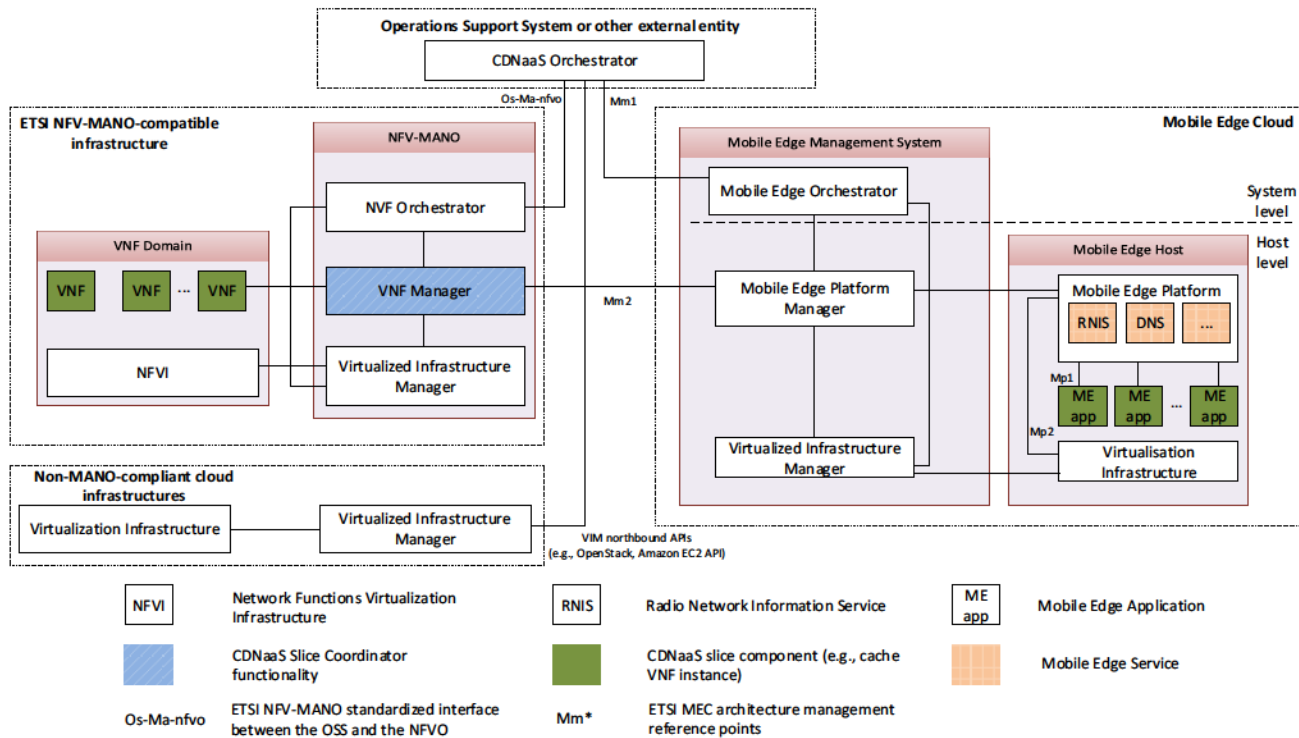 Operations Support System or other external entity
CDNaaS Orchestrator
Os-Ma-nfvo
Mm1
ETSI NFV-MANO-compatible
infrastructure
NFV-MANO
NVF Orchestrator
VNF Domain
VNF
VNF
...
VNF
VNF Manager
NFVI
Virtualized Infrastructure
Manager
Mm2
Mobile Edge Cloud
Mobile Edge Management System
Mobile Edge Orchestrator
System
level
Host
level
Mobile Edge Host
Mobile Edge Platform
Manager
Mobile Edge Platform
RNIS
DNS
...
Mp1
ME
app
ME
app
...
ME
app
Mp2
Virtualized Infrastructure
Manager
Virtualisation
Infrastructure
Non-MANO-compliant cloud
infrastructures
Virtualization Infrastructure
Virtualized Infrastructure
Manager
VIM northbound APIs
(e.g., OpenStack, Amazon EC2 API)
NFVI
Network Functions Virtualization
Infrastructure
RNIS
Radio Network Information Service
ME
app
Mobile Edge Application
CDNaaS Slice Coordinator
functionality
CDNaaS slice component (e.g., cache
VNF instance)
Mobile Edge Service
Os-Ma-nfvo
ETSI NFV-MANO standardized interface
between the OSS and the NFVO
Mm*
ETSI MEC architecture management
reference points